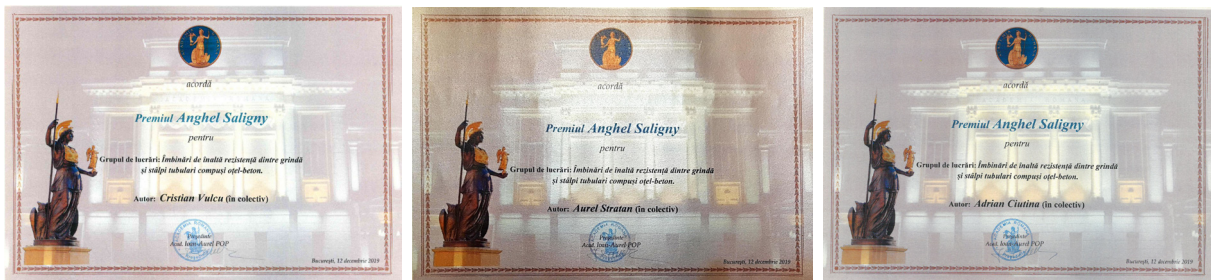 acordă
Premiul Anghel Saligny
pentru
Grupul de lucrări: Îmbinări de înaltă rezistență dintre grindă
și stâlpi tubulari compuși oțel-beton.
Autor: Cristian Vulcu (în colectiv)
Președinte
Acad. Ioan-Aurel POP
București, 12 decembrie 2019
acordă
Premiul Anghel Saligny
pentru
Grupul de lucrări: Îmbinări de înaltă rezistență dintre grindă
și stâlpi tubulari compuși oțel-beton.
Autor: Aurel Stratan (în colectiv)
Președinte
Acad. Ioan-Aurel POP
București, 12 decembrie 2019
acordă
Premiul Anghel Saligny
pentru
Grupul de lucrări: Îmbinări de înaltă rezistență dintre grindă
și stâlpi tubulari compuși oțel-beton.
Autor: Adrian Ciutina (în colectiv)
Președinte
Acad. Ioan-Aurel POP
București, 12 decembrie 2019